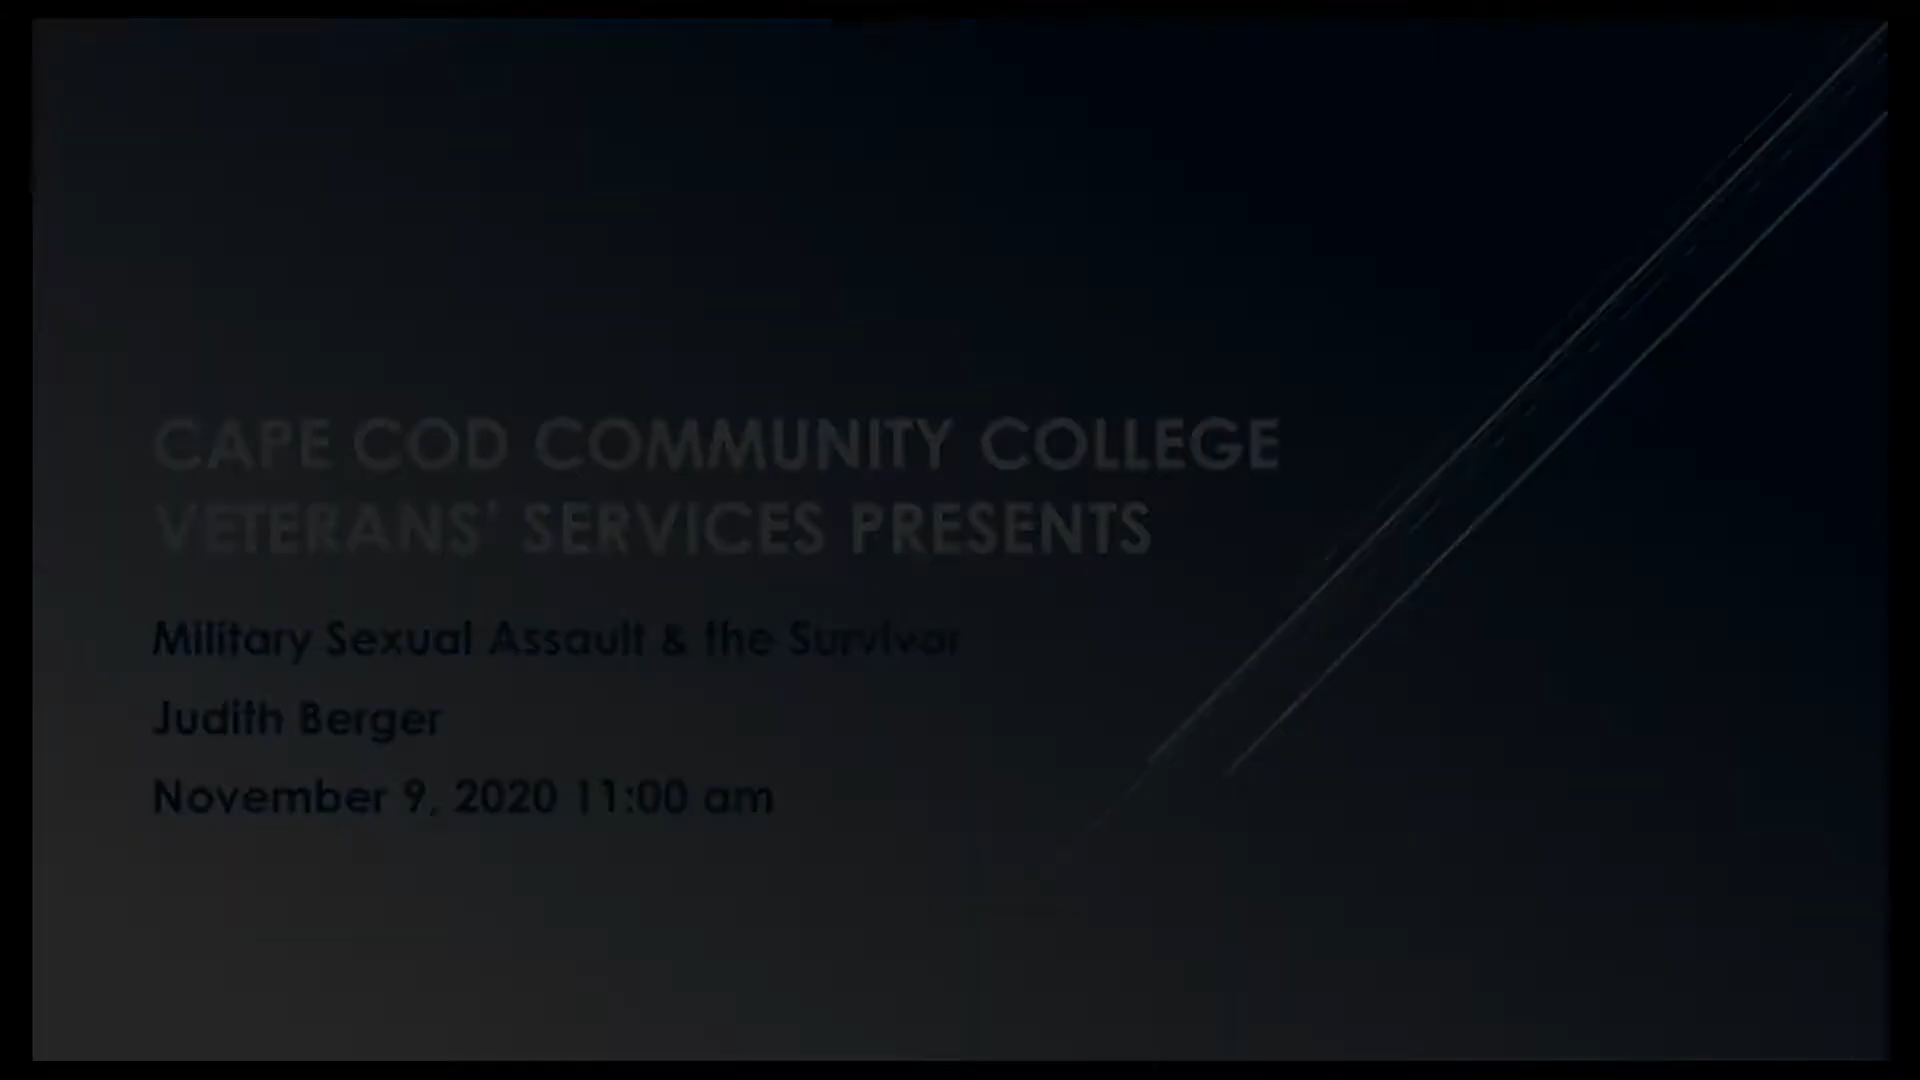 CAPE COD COMMUNITY COLLEGE
VETERANS' SERVICES PRESENTS
Military Sexual Assault & the Survivor
Judith Berger
November 9, 2020 11:00 am